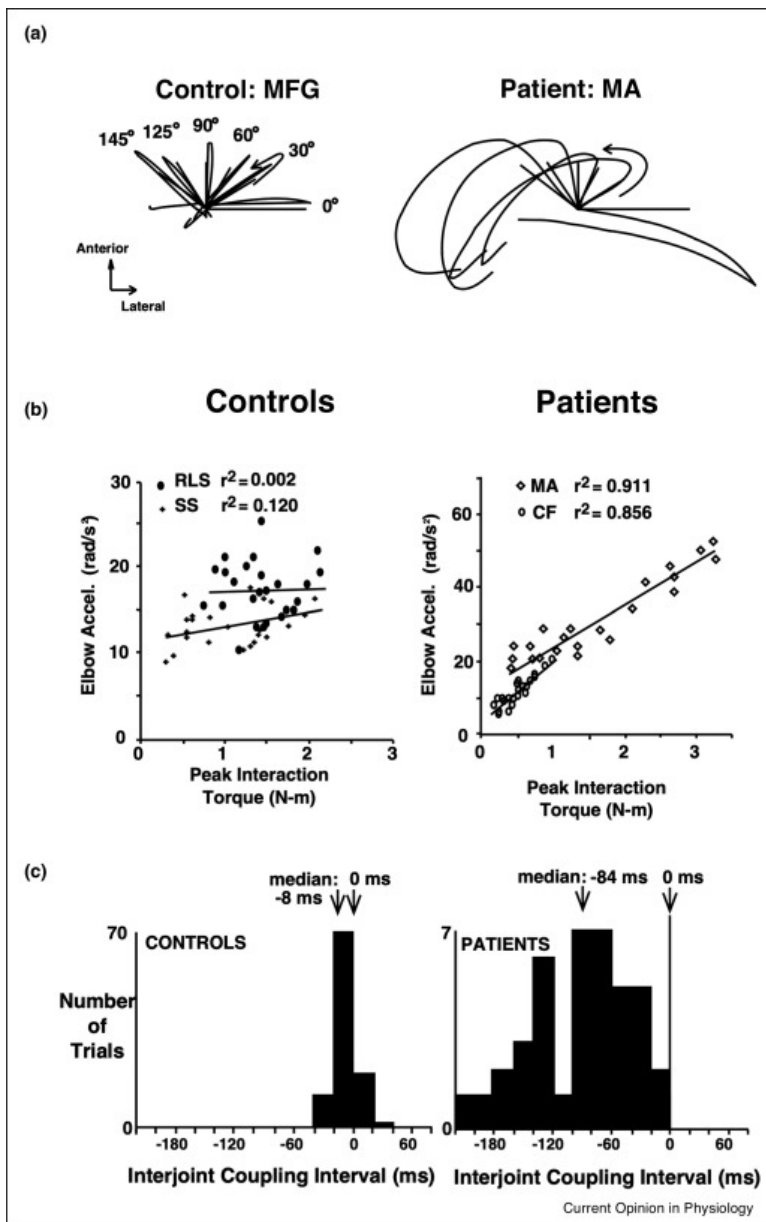 (a)
Control: MFG
Patient: MA
145° 125° 90° 60° 30° 0°
Anterior
Lateral
(b)
Controls
Patients
RLS r² = 0.002
SS r² = 0.120
MA r² = 0.911
CF r² = 0.856
Elbow Accel. (rad/s²)
30
20
10
0
0 1 2 3
Peak Interaction
Torque (N-m)
Elbow Accel. (rad/s²)
60
40
20
0
0 1 2 3
Peak Interaction
Torque (N-m)
(c)
median: 0 ms
-8 ms
median: -84 ms 0 ms
70
CONTROLS
Number
of
Trials
0
-180 -120 -60 0 60
Interjoint Coupling Interval (ms)
7
PATIENTS
0
-180 -120 -60 0 60
Interjoint Coupling Interval (ms)
Current Opinion in Physiology